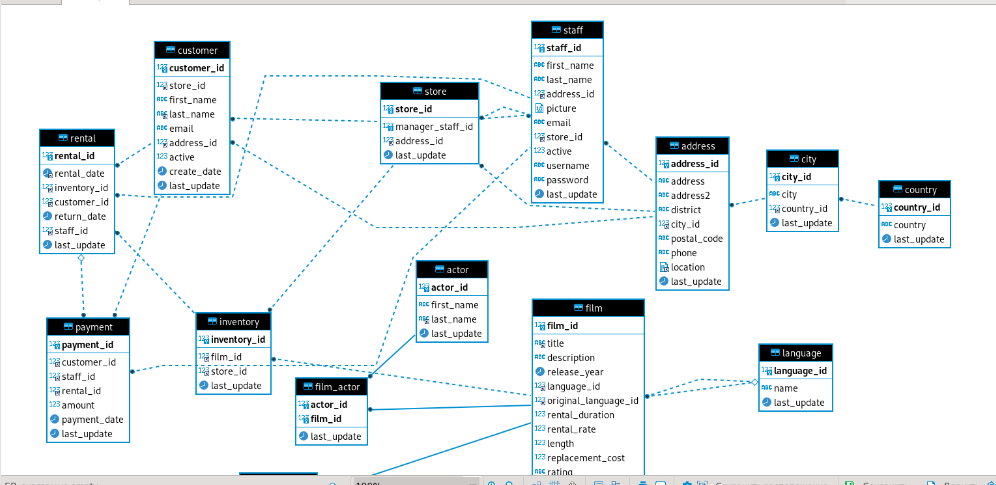 customer
customer_id
store_id
first_name
last_name
email
address_id
active
create_date
last_update
staff
staff_id
first_name
last_name
address_id
picture
email
store_id
active
username
password
last_update
store
store_id
manager_staff_id
address_id
last_update
rental
rental_id
rental_date
inventory_id
customer_id
return_date
staff_id
last_update
address
address_id
address
address2
district
city_id
postal_code
phone
location
last_update
city
city_id
city
country_id
last_update
country
country_id
country
last_update
actor
actor_id
first_name
last_name
last_update
payment
payment_id
customer_id
staff_id
rental_id
amount
payment_date
last_update
inventory
inventory_id
film_id
store_id
last_update
film_actor
actor_id
film_id
last_update
film
film_id
title
description
release_year
language_id
original_language_id
rental_duration
rental_rate
length
replacement_cost
rating
language
language_id
name
last_update